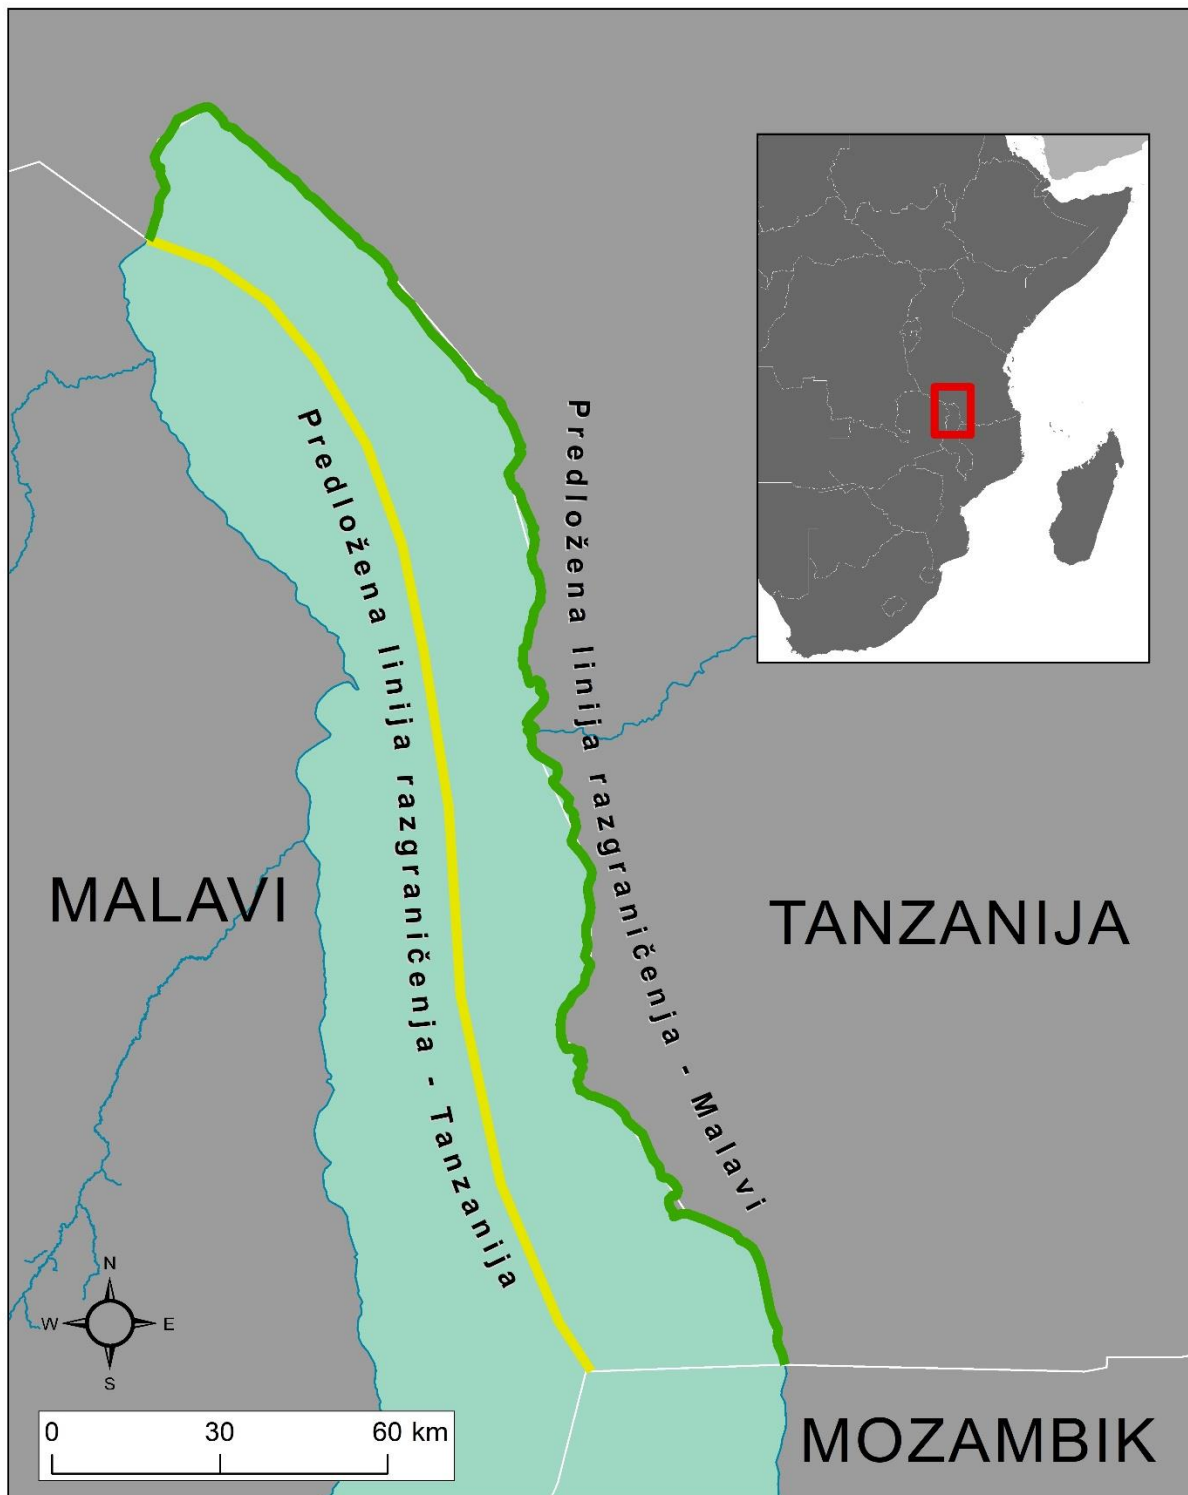 Predložena linija razgraničenja - Tanzanija
Predložena linija razgraničenja - Malavi
MALAVI
TANZANIJA
N
W E
S
0 30 60 km
MOZAMBIK